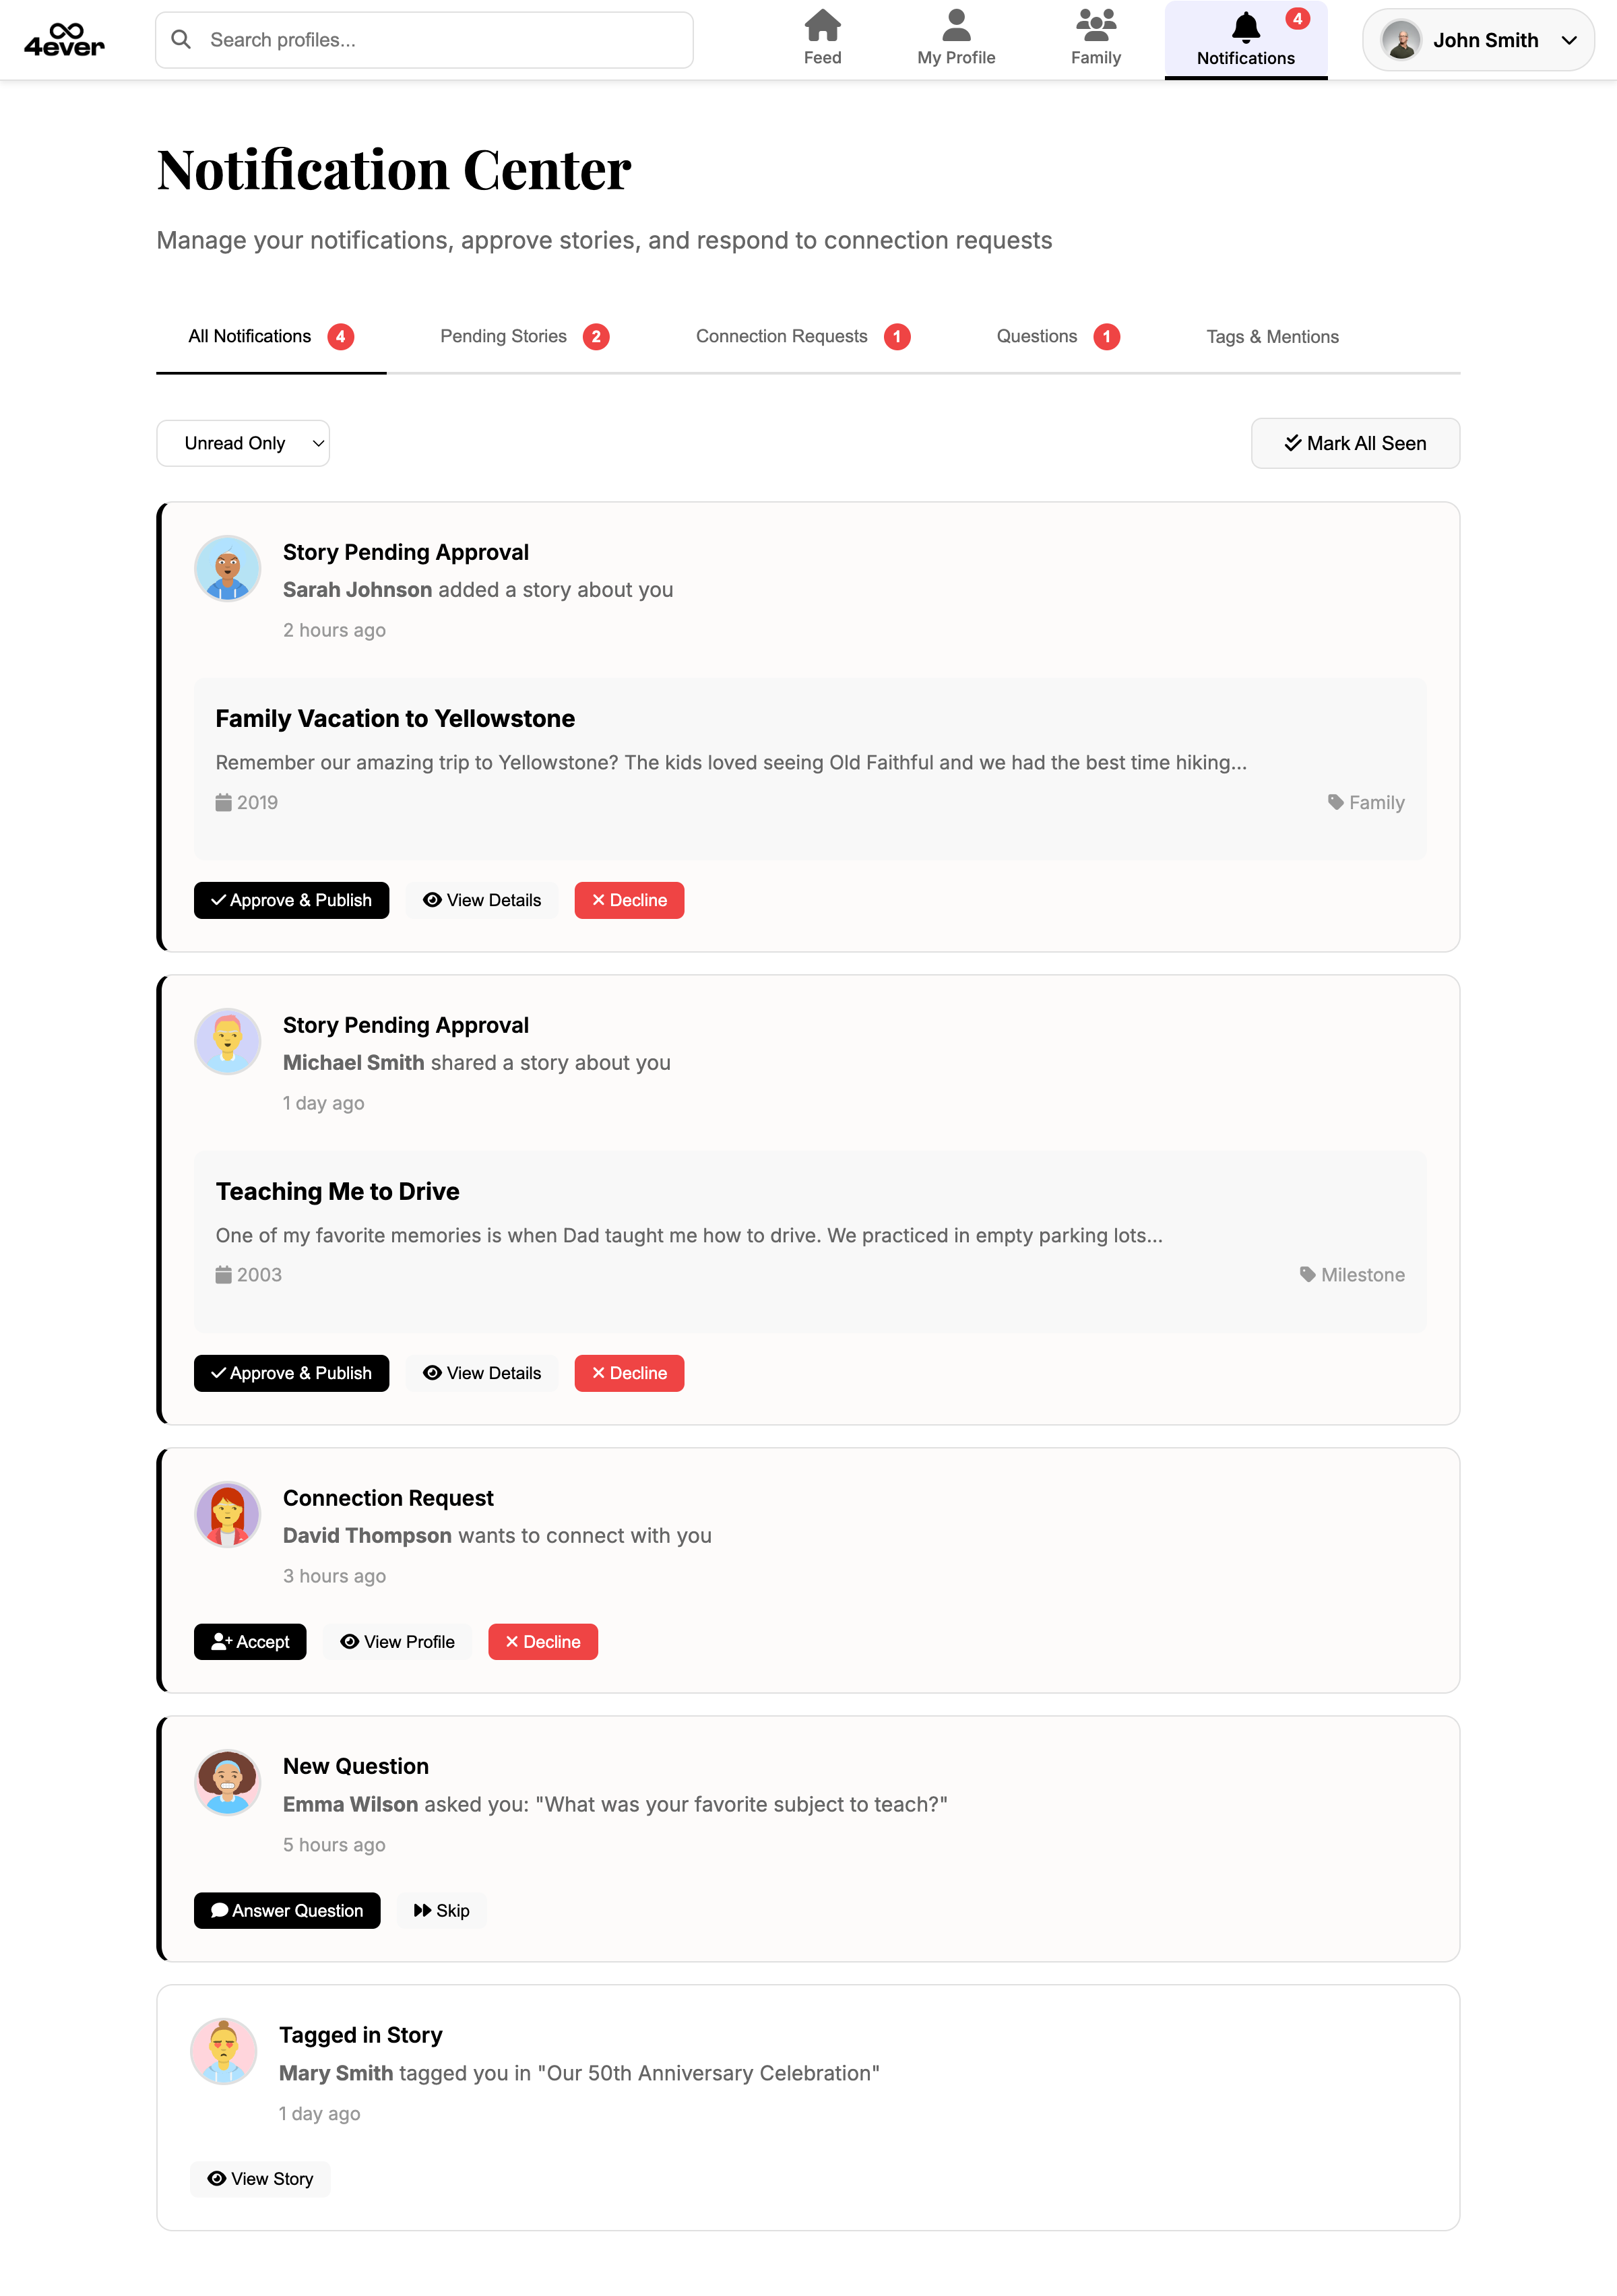 4ever
Search profiles...
Feed
My Profile
Family
Notifications
4
John Smith
Notification Center
Manage your notifications, approve stories, and respond to connection requests
All Notifications 4
Pending Stories 2
Connection Requests 1
Questions 1
Tags & Mentions
Unread Only
Mark All Seen
Story Pending Approval
Sarah Johnson added a story about you
2 hours ago
Family Vacation to Yellowstone
Remember our amazing trip to Yellowstone? The kids loved seeing Old Faithful and we had the best time hiking...
2019
Family
Approve & Publish
View Details
Decline
Story Pending Approval
Michael Smith shared a story about you
1 day ago
Teaching Me to Drive
One of my favorite memories is when Dad taught me how to drive. We practiced in empty parking lots...
2003
Milestone
Approve & Publish
View Details
Decline
Connection Request
David Thompson wants to connect with you
3 hours ago
Accept
View Profile
Decline
New Question
Emma Wilson asked you: "What was your favorite subject to teach?"
5 hours ago
Answer Question
Skip
Tagged in Story
Mary Smith tagged you in "Our 50th Anniversary Celebration"
1 day ago
View Story